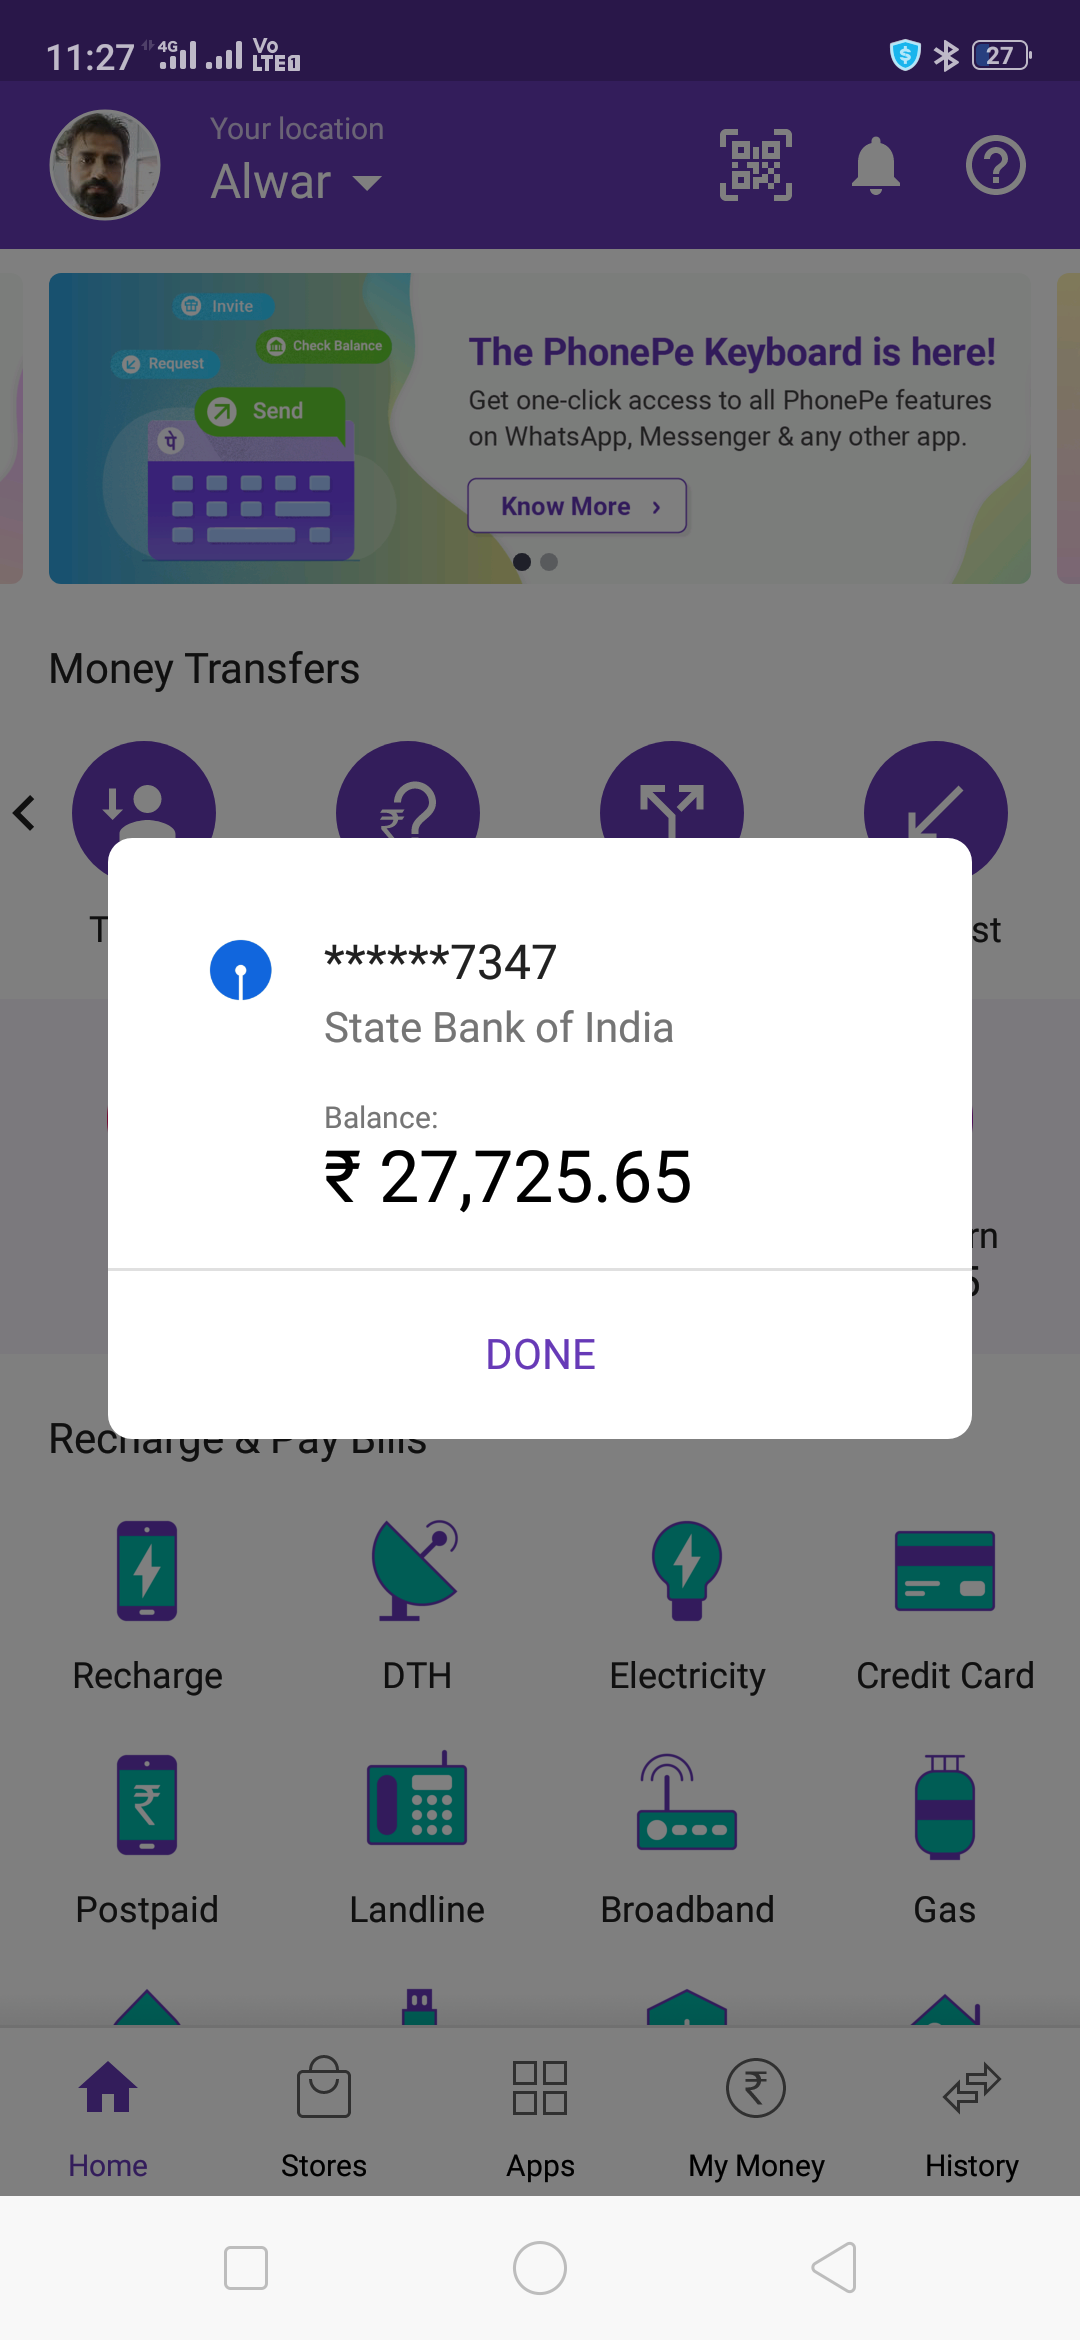 11:27 4G Vo LTE1 27
Your location
Alwar
Invite
Check Balance
Request
Send
पे
The PhonePe Keyboard is here!
Get one-click access to all PhonePe features
on WhatsApp, Messenger & any other app.
Know More ›
Money Transfers
₹?
T
st
******7347
State Bank of India
Balance:
₹ 27,725.65
rn
5
DONE
Recharge & Pay Bills
Recharge DTH Electricity Credit Card
₹
Postpaid Landline Broadband Gas
₹
Home Stores Apps My Money History